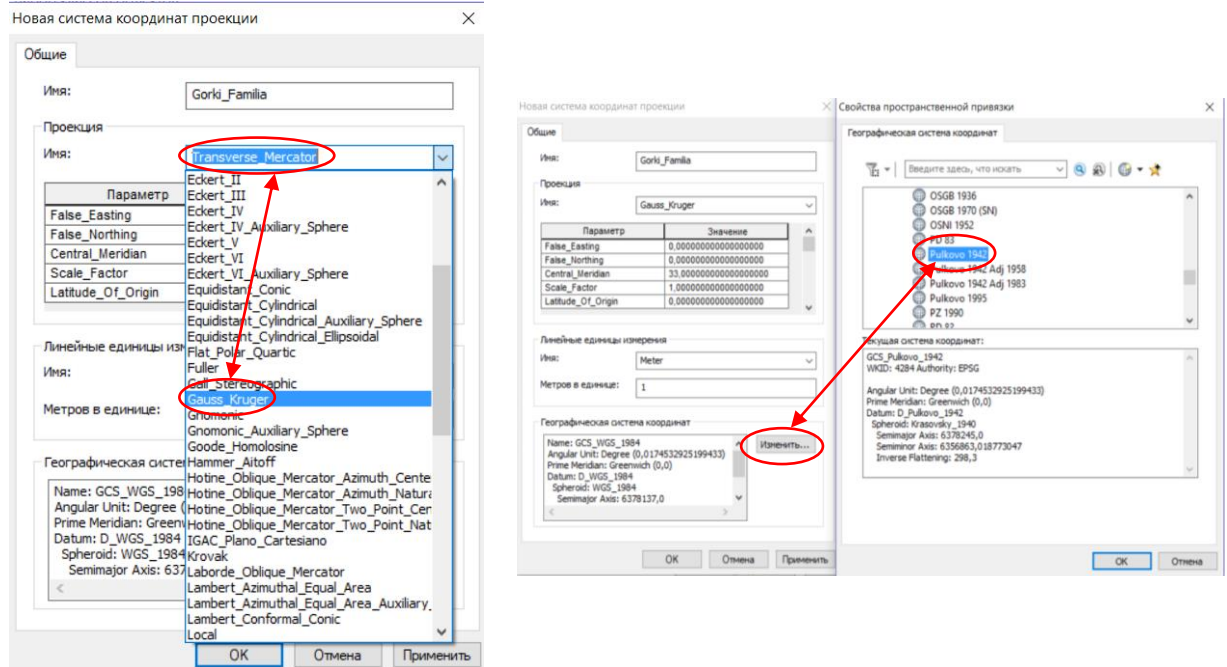 Новая система координат проекции
Общие
Имя:
Gorki_Familia
Проекция
Имя:
Transverse_Mercator
Параметр
False_Easting
False_Northing
Central_Meridian
Scale_Factor
Latitude_Of_Origin
Eckert_II
Eckert_III
Eckert_IV
Eckert_IV_Auxiliary_Sphere
Eckert_V
Eckert_VI
Eckert_VI_Auxiliary_Sphere
Equidistant_Conic
Equidistant_Cylindrical
Equidistant_Cylindrical_Auxiliary_Sphere
Equidistant_Cylindrical_Ellipsoidal
Flat_Polar_Quartic
Fuller
Gall_Stereographic
Gauss_Kruger
Gnomonic
Gnomonic_Auxiliary_Sphere
Goode_Homolosine
Hammer_Aitoff
Hotine_Oblique_Mercator_Azimuth_Cente
Hotine_Oblique_Mercator_Azimuth_Natura
Hotine_Oblique_Mercator_Two_Point_Cen
Hotine_Oblique_Mercator_Two_Point_Nat
IGAC_Plano_Cartesiano
Krovak
Laborde_Oblique_Mercator
Lambert_Azimuthal_Equal_Area
Lambert_Azimuthal_Equal_Area_Auxiliary_
Lambert_Conformal_Conic
Local
Линейные единицы изм
Имя:
Метров в единице:
Географическая систе
Name: GCS_WGS_198
Angular Unit: Degree (
Prime Meridian: Greenw
Datum: D_WGS_1984
Spheroid: WGS_1984
Semimajor Axis: 637
OK
Отмена
Применить
Новая система координат проекции
Общие
Имя:
Gorki_Familia
Проекция
Имя:
Gauss_Kruger
Параметр Значение
False_Easting 0,000000000000000000
False_Northing 0,000000000000000000
Central_Meridian 33,000000000000000000
Scale_Factor 1,000000000000000000
Latitude_Of_Origin 0,000000000000000000
Линейные единицы измерения
Имя:
Meter
Метров в единице:
1
Географическая система координат
Name: GCS_WGS_1984
Angular Unit: Degree (0,0174532925199433)
Prime Meridian: Greenwich (0,0)
Datum: D_WGS_1984
Spheroid: WGS_1984
Semimajor Axis: 6378137,0
Изменить...
OK
Отмена
Применить
Свойства пространственной привязки
Географическая система координат
Введите здесь, что искать
OSGB 1936
OSGB 1970 (SN)
OSNI 1952
PD 83
Pulkovo 1942
Pulkovo 1942 Adj 1958
Pulkovo 1942 Adj 1983
Pulkovo 1995
PZ 1990
RD 83
Текущая система координат:
GCS_Pulkovo_1942
WKID: 4284 Authority: EPSG
Angular Unit: Degree (0,0174532925199433)
Prime Meridian: Greenwich (0,0)
Datum: D_Pulkovo_1942
Spheroid: Krasovsky_1940
Semimajor Axis: 6378245,0
Semiminor Axis: 6356863,018773047
Inverse Flattening: 298,3
OK
Отмена